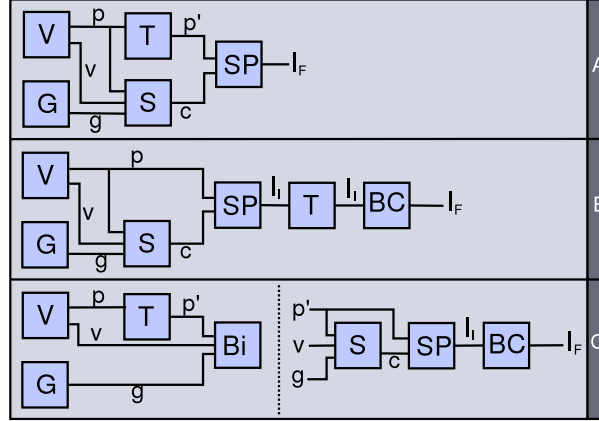 p
V T p'
v SP I_F
G S c
g
A
p
V
v SP I_I T I_I BC I_F
G S c
g
p
V T p'
v
Bi
G
g
p'
v S SP I_I BC I_F
c
g